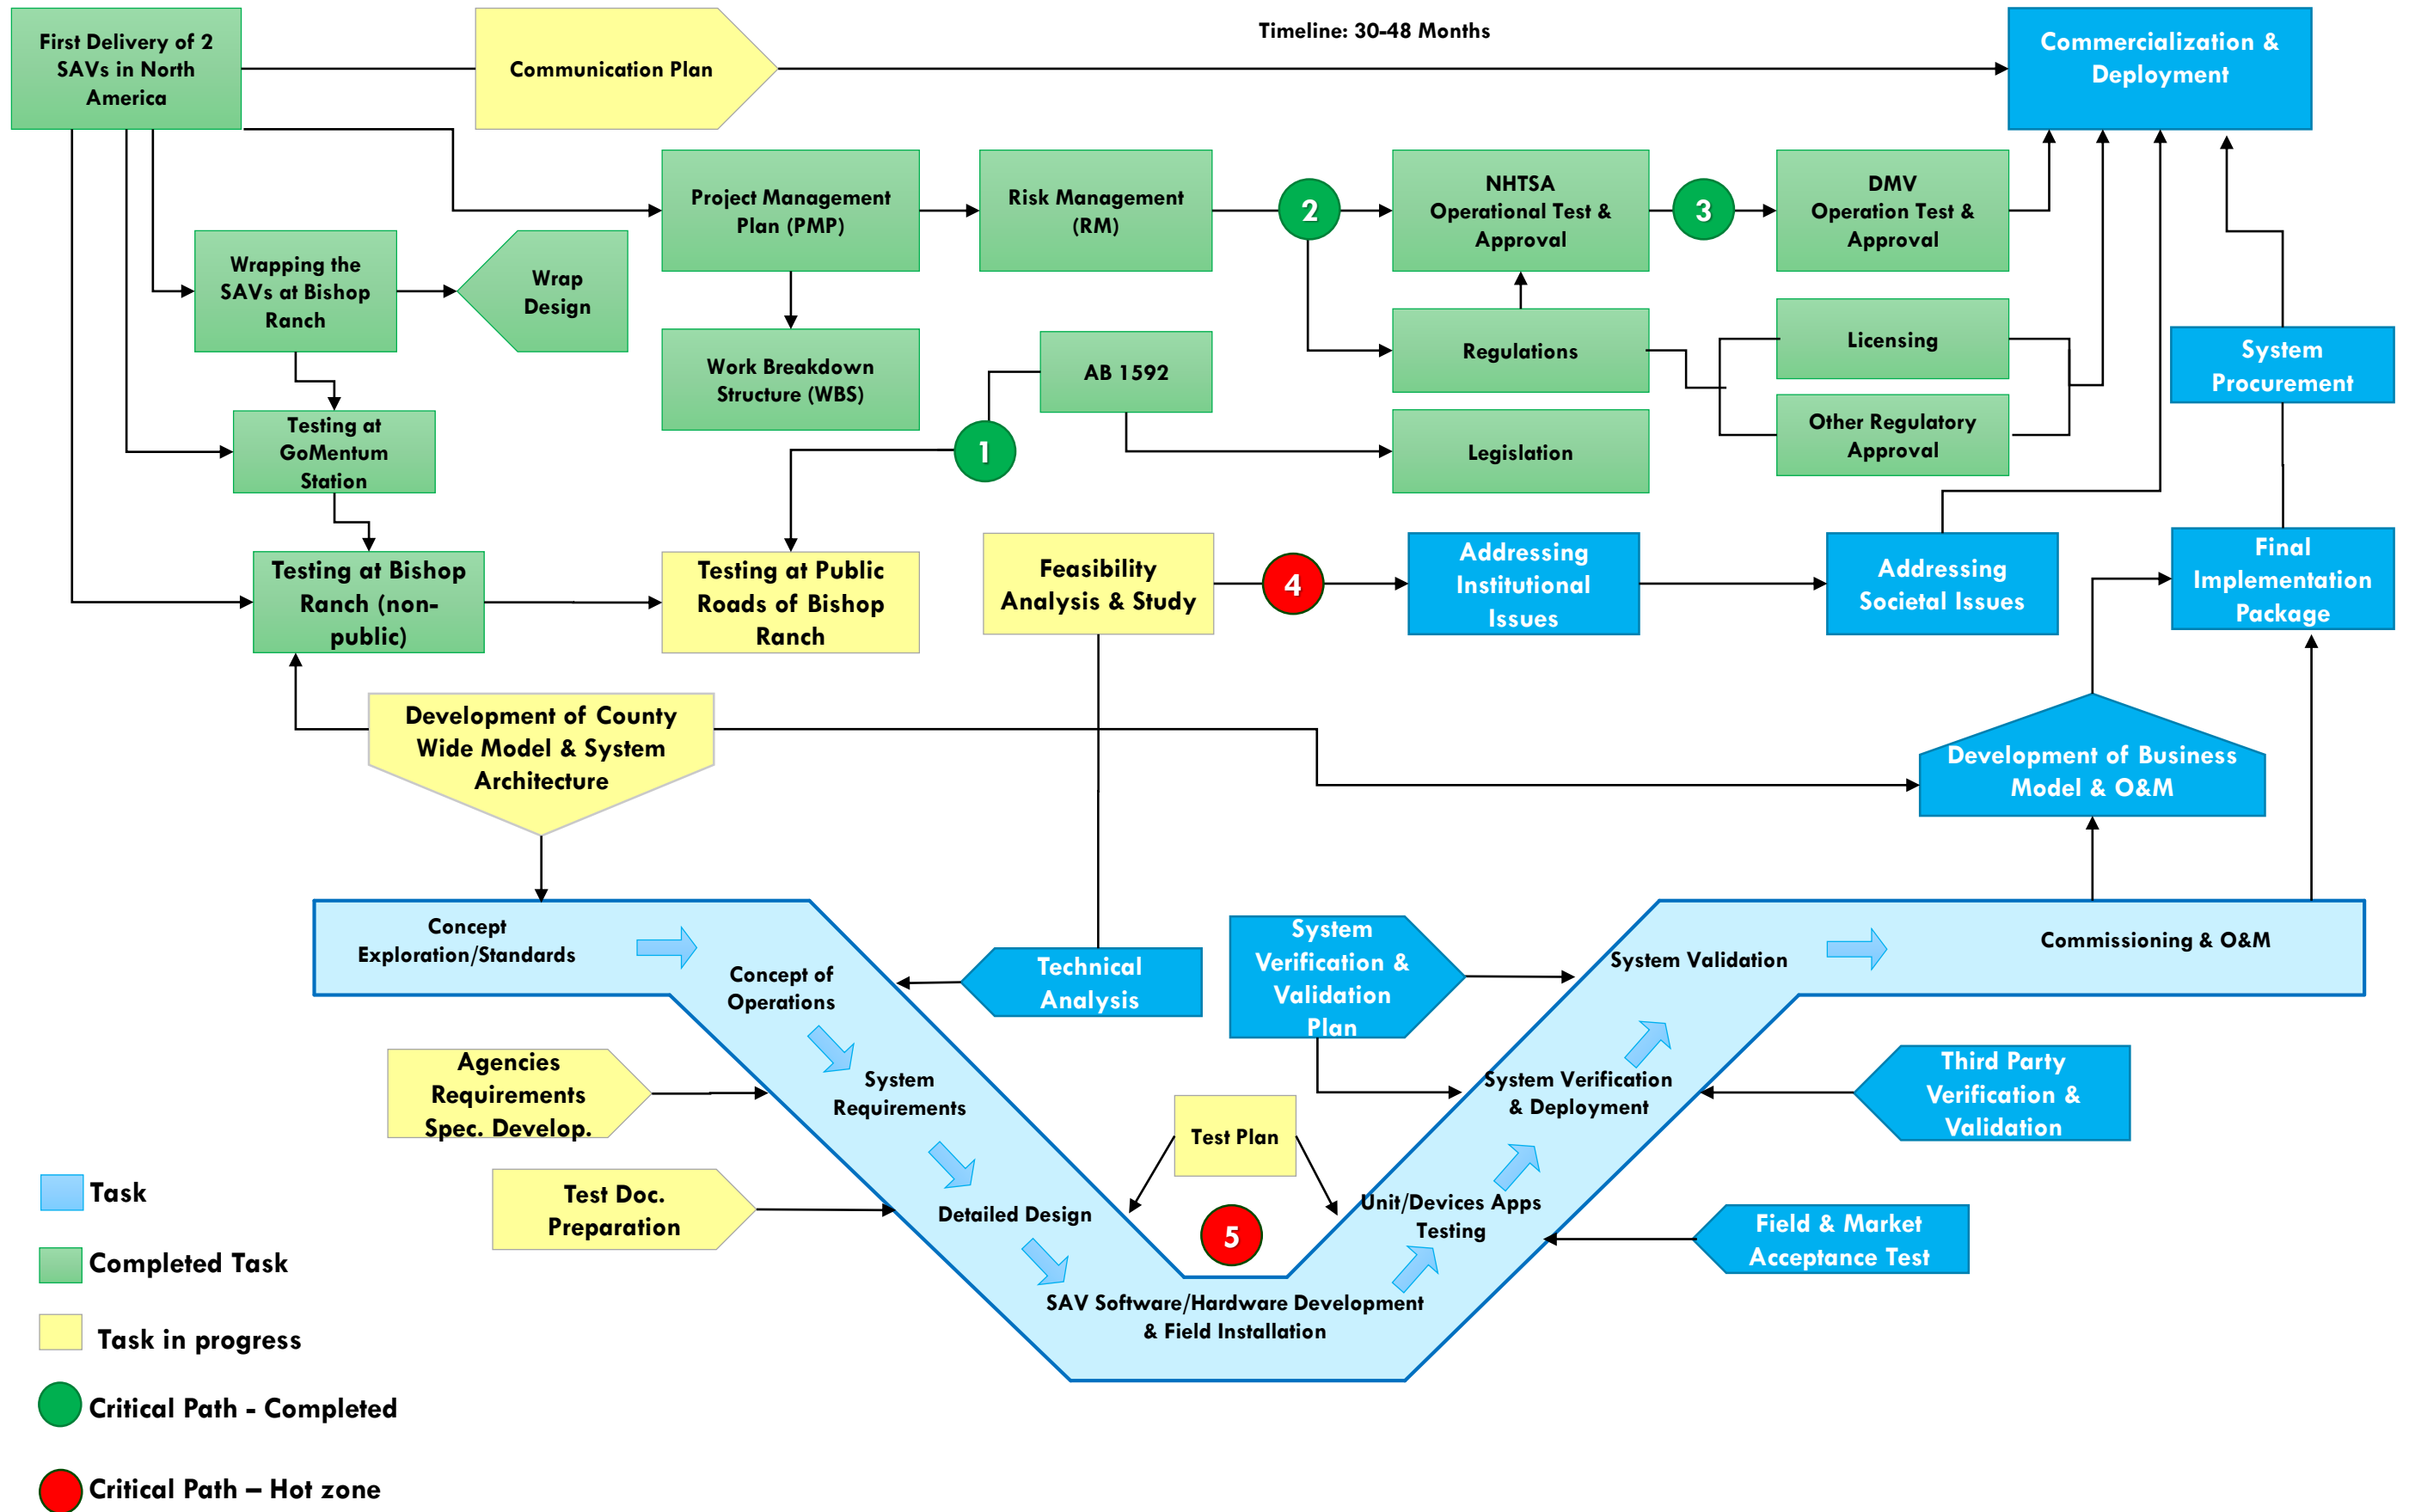 First Delivery of 2
SAVs in North
America
Communication Plan
Timeline: 30-48 Months
Commercialization &
Deployment
Project Management
Plan (PMP)
Risk Management
(RM)
2
NHTSA
Operational Test &
Approval
3
DMV
Operation Test &
Approval
Wrapping the
SAVs at Bishop
Ranch
Wrap
Design
Work Breakdown
Structure (WBS)
AB 1592
Regulations
Licensing
System
Procurement
Testing at
GoMentum
Station
1
Legislation
Other Regulatory
Approval
Testing at Bishop
Ranch (non-
public)
Testing at Public
Roads of Bishop
Ranch
Feasibility
Analysis & Study
4
Addressing
Institutional
Issues
Addressing
Societal Issues
Final
Implementation
Package
Development of County
Wide Model & System
Architecture
Development of Business
Model & O&M
Concept
Exploration/Standards
Concept of
Operations
Technical
Analysis
System
Verification &
Validation
Plan
System Validation
Commissioning & O&M
Agencies
Requirements
Spec. Develop.
System
Requirements
Test Plan
System Verification
& Deployment
Third Party
Verification &
Validation
Test Doc.
Preparation
Detailed Design
5
Unit/Devices Apps
Testing
Field & Market
Acceptance Test
SAV Software/Hardware Development
& Field Installation
Task
Completed Task
Task in progress
Critical Path - Completed
Critical Path – Hot zone